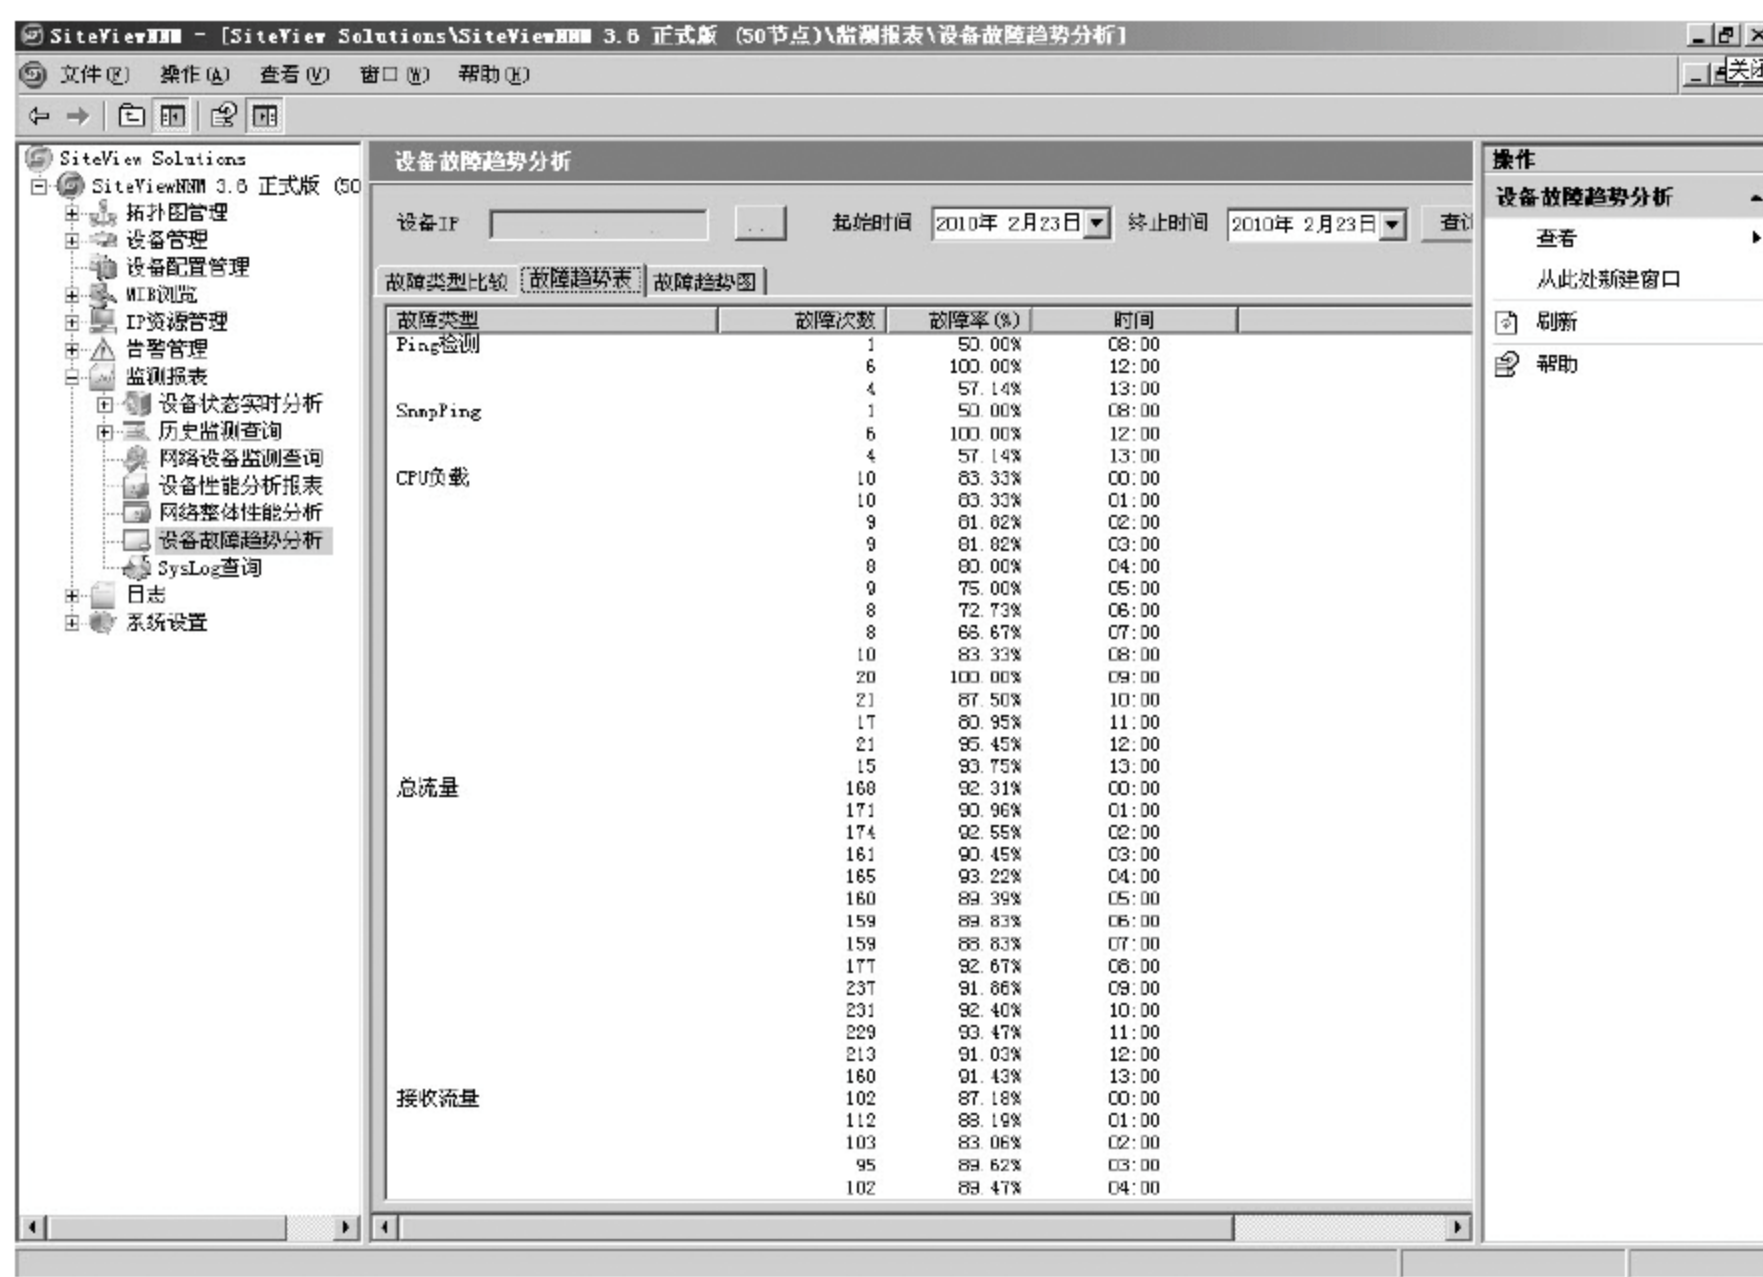 SiteViewNNM - [SiteView Solutions\SiteViewNNM 3.6 正式版 (50节点)\监测报表\设备故障趋势分析]
文件(F) 操作(A) 查看(V) 窗口(W) 帮助(H)
关闭
SiteView Solutions
SiteViewNNM 3.6 正式版 (50
拓扑图管理
设备管理
设备配置管理
MIB浏览
IP资源管理
告警管理
监测报表
设备状态实时分析
历史监测查询
网络设备监测查询
设备性能分析报表
网络整体性能分析
设备故障趋势分析
SysLog查询
日志
系统设置
设备故障趋势分析
设备IP . . . .. 起始时间 2010年 2月23日 终止时间 2010年 2月23日
故障类型比较 故障趋势表 故障趋势图
故障类型 故障次数 故障率(%) 时间
Ping检测 1 50.00% 08:00
6 100.00% 12:00
4 57.14% 13:00
SnmpPing 1 50.00% 08:00
6 100.00% 12:00
4 57.14% 13:00
CPU负载 10 83.33% 00:00
10 83.33% 01:00
9 81.82% 02:00
9 81.82% 03:00
8 80.00% 04:00
9 75.00% 05:00
8 72.73% 06:00
8 66.67% 07:00
10 83.33% 08:00
20 100.00% 09:00
21 87.50% 10:00
17 80.95% 11:00
21 95.45% 12:00
15 93.75% 13:00
总流量 168 92.31% 00:00
171 90.96% 01:00
174 92.55% 02:00
161 90.45% 03:00
165 93.22% 04:00
160 89.39% 05:00
159 89.83% 06:00
159 88.83% 07:00
177 92.67% 08:00
237 91.86% 09:00
231 92.40% 10:00
229 93.47% 11:00
213 91.03% 12:00
160 91.43% 13:00
接收流量 102 87.18% 00:00
112 88.19% 01:00
103 83.06% 02:00
95 89.62% 03:00
102 89.47% 04:00
操作
设备故障趋势分析
查看
从此处新建窗口
刷新
帮助